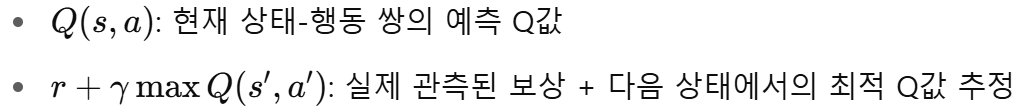 • Q(s, a): 현재 상태-행동 쌍의 예측 Q값
• r + γ max Q(s′, a′): 실제 관측된 보상 + 다음 상태에서의 최적 Q값 추정